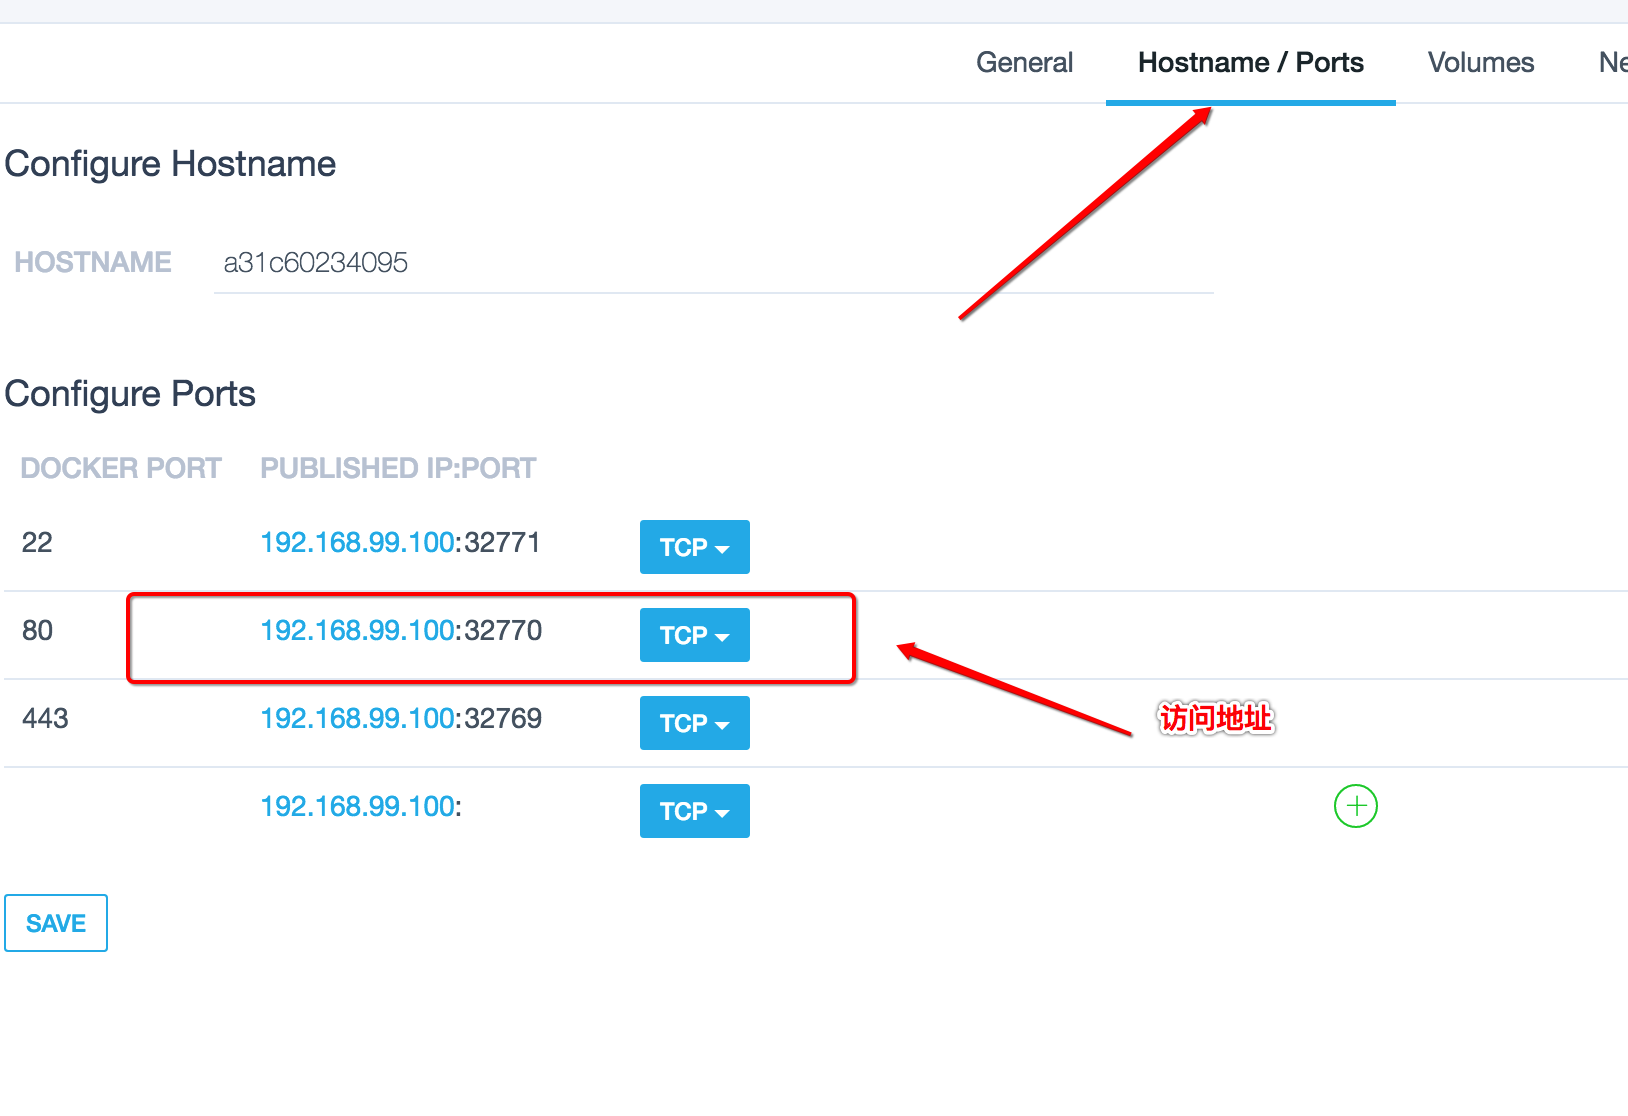 General Hostname / Ports Volumes Ne
Configure Hostname
HOSTNAME a31c60234095
Configure Ports
DOCKER PORT PUBLISHED IP:PORT
22 192.168.99.100:32771 TCP
80 192.168.99.100:32770 TCP
443 192.168.99.100:32769 TCP
访问地址
192.168.99.100: TCP
SAVE